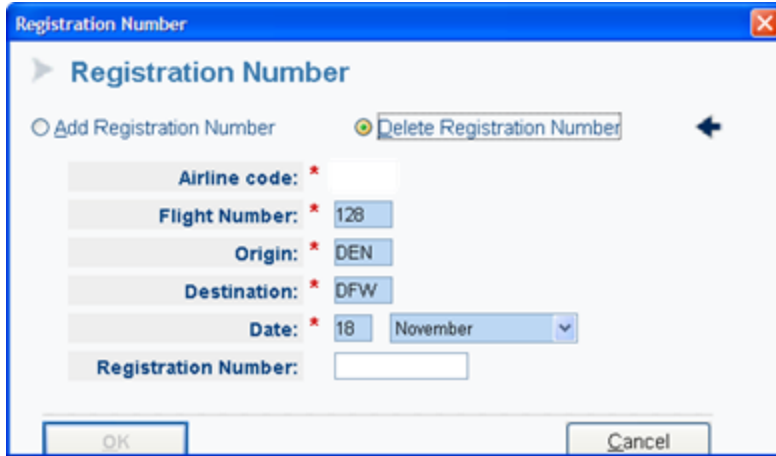 Registration Number
Registration Number
Add Registration Number Delete Registration Number
Airline code: *
Flight Number: * 128
Origin: * DEN
Destination: * DFW
Date: * 18 November
Registration Number:
OK Cancel